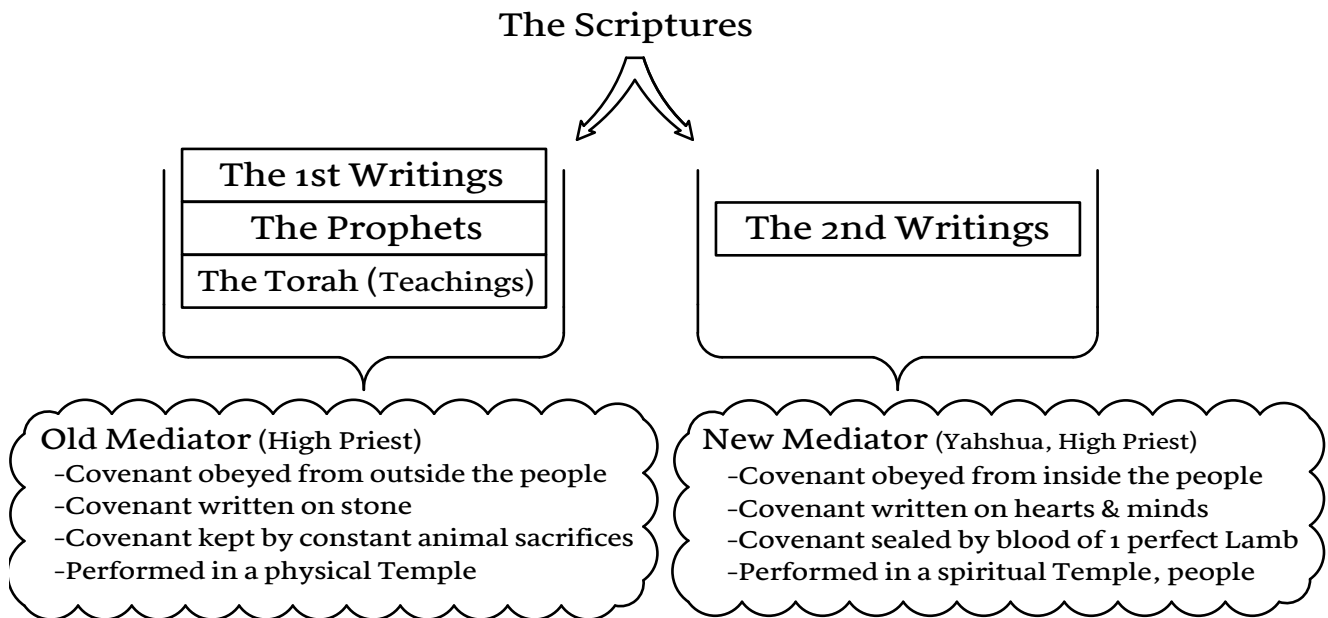 The Scriptures
The 1st Writings
The Prophets
The Torah (Teachings)
The 2nd Writings
Old Mediator (High Priest)
-Covenant obeyed from outside the people
-Covenant written on stone
-Covenant kept by constant animal sacrifices
-Performed in a physical Temple
New Mediator (Yahshua, High Priest)
-Covenant obeyed from inside the people
-Covenant written on hearts & minds
-Covenant sealed by blood of 1 perfect Lamb
-Performed in a spiritual Temple, people